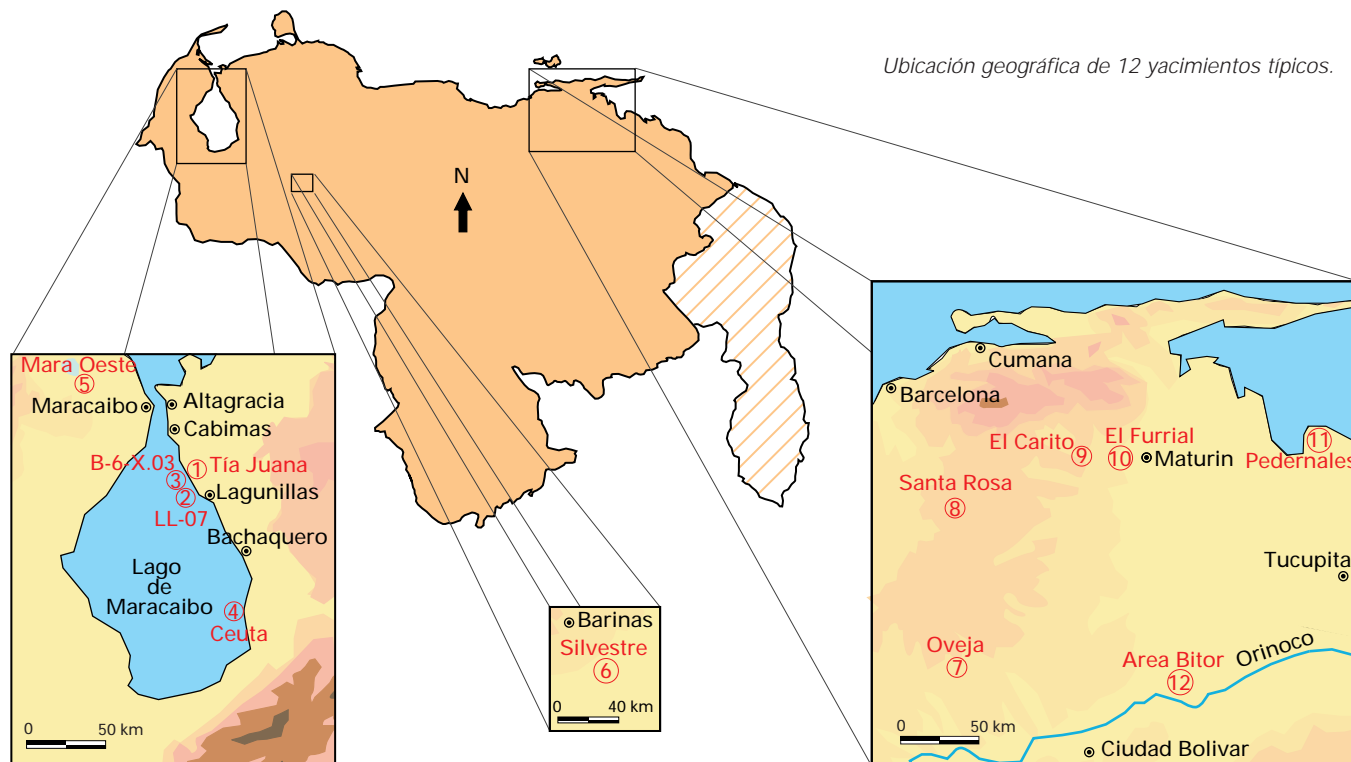 Ubicación geográfica de 12 yacimientos típicos.
N
Mara Oeste
5
Maracaibo
Altagracia
Cabimas
B-6-X.03
1 Tía Juana
3
2
Lagunillas
LL-07
Bachaquero
Lago
de
Maracaibo
4
Ceuta
0 50 km
Barinas
Silvestre
6
0 40 km
Cumana
Barcelona
El Carito
9
El Furrial
10
Maturin
11
Pedernales
Santa Rosa
8
Tucupita
Oveja
7
Area Bitor
12
Orinoco
0 50 km
Ciudad Bolivar